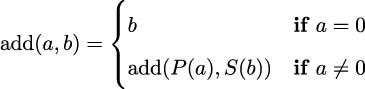 add(a, b) = { b if a = 0
add(P(a), S(b)) if a ≠ 0